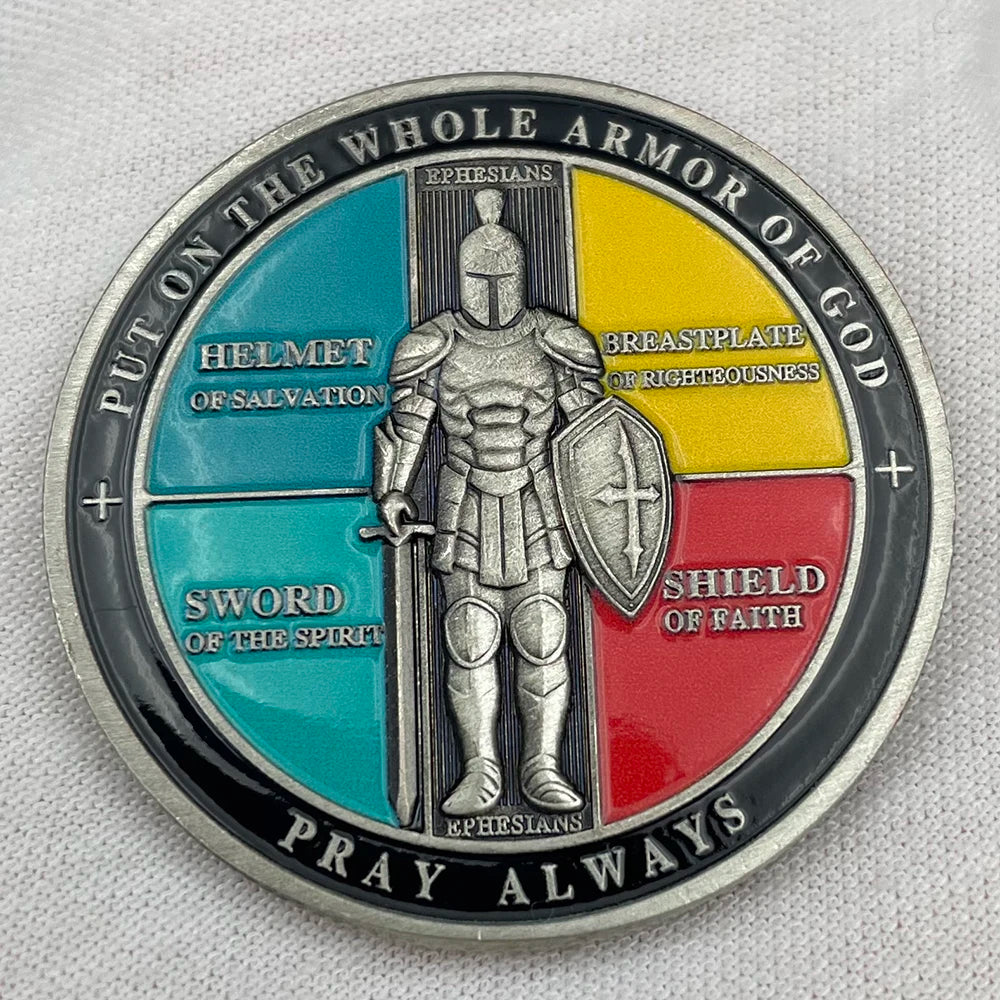 PUT ON THE WHOLE ARMOR OF GOD
EPHESIANS
HELMET
OF SALVATION
BREASTPLATE
OF RIGHTEOUSNESS
SWORD
OF THE SPIRIT
SHIELD
OF FAITH
EPHESIANS
PRAY ALWAYS